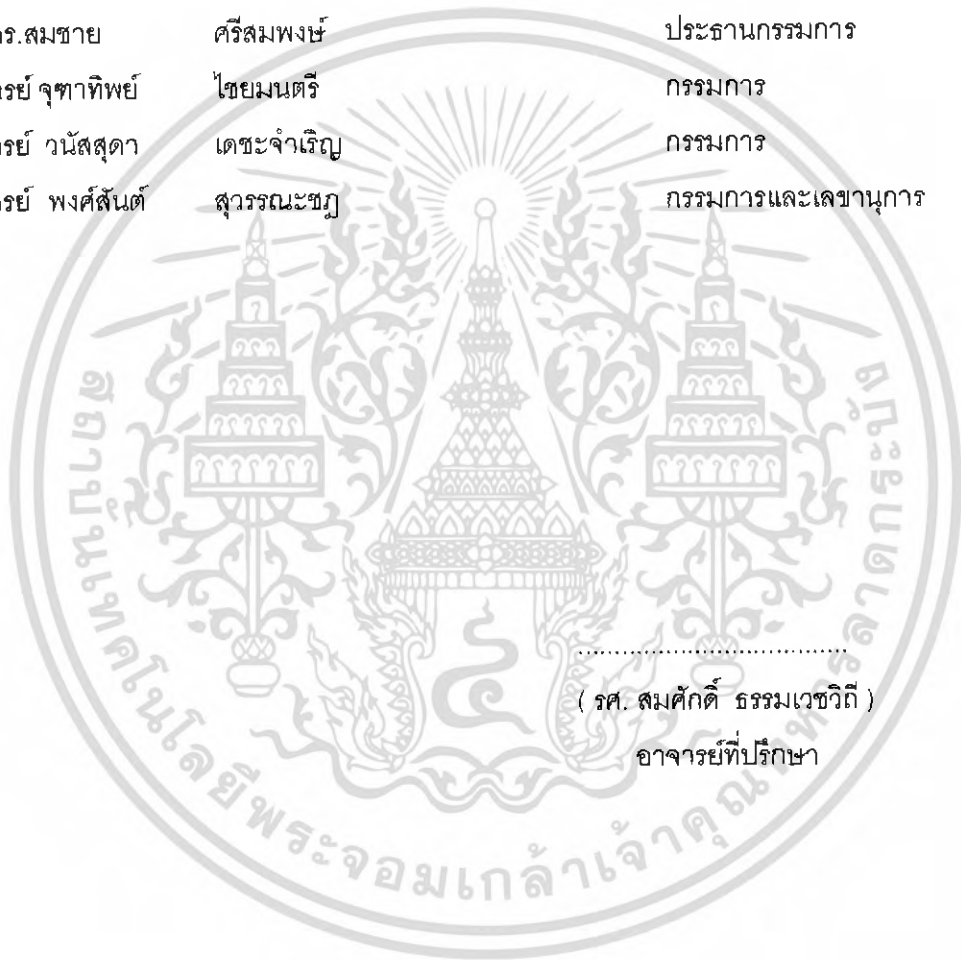 ดร.สมชาย ศรีสมพงษ์ ประธานกรรมการ
จุฑาทิพย์ ไชยมนตรี กรรมการ
วนัสสุดา เดชะจำเริญ กรรมการ
พงศ์สันต์ สุวรรณะชฎ กรรมการและเลขานุการ
( รศ. สมศักดิ์ ธรรมเวชวิถี )
อาจารย์ที่ปรึกษา
สถาบันเทคโนโลยีพระจอมเกล้าเจ้าคุณทหารลาดกระบัง
๔